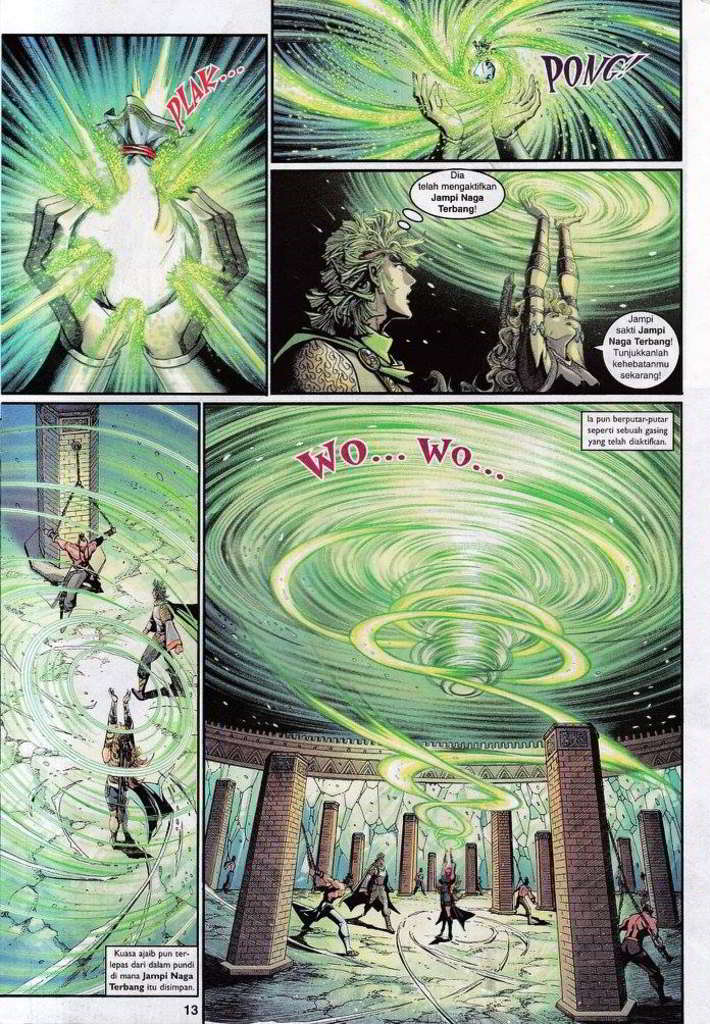 PLAK...
PONG!
Dia
telah mengaktifkan
Jampi Naga
Terbang!
Jampi
sakti Jampi
Naga Terbang!
Tunjukkanlah
kehebatanmu
sekarang!
Kuasa ajaib pun ter-
lepas dari dalam pundi
di mana Jampi Naga
Terbang itu disimpan.
Ia pun berputar-putar
seperti sebuah gasing
yang telah diaktifkan.
WO... WO...
13